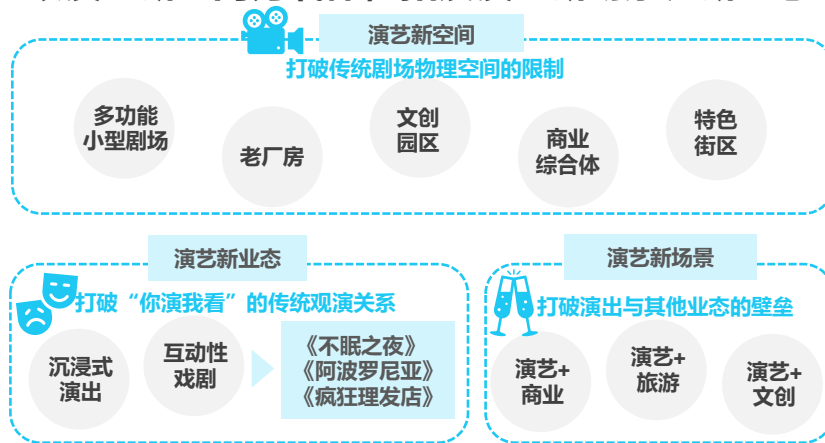 演艺新空间
打破传统剧场物理空间的限制
多功能
小型剧场
老厂房
文创
园区
商业
综合体
特色
街区
演艺新业态
打破“你演我看”的传统观演关系
沉浸式
演出
互动性
戏剧
《不眠之夜》
《阿波罗尼亚》
《疯狂理发店》
演艺新场景
打破演出与其他业态的壁垒
演艺+
商业
演艺+
旅游
演艺+
文创